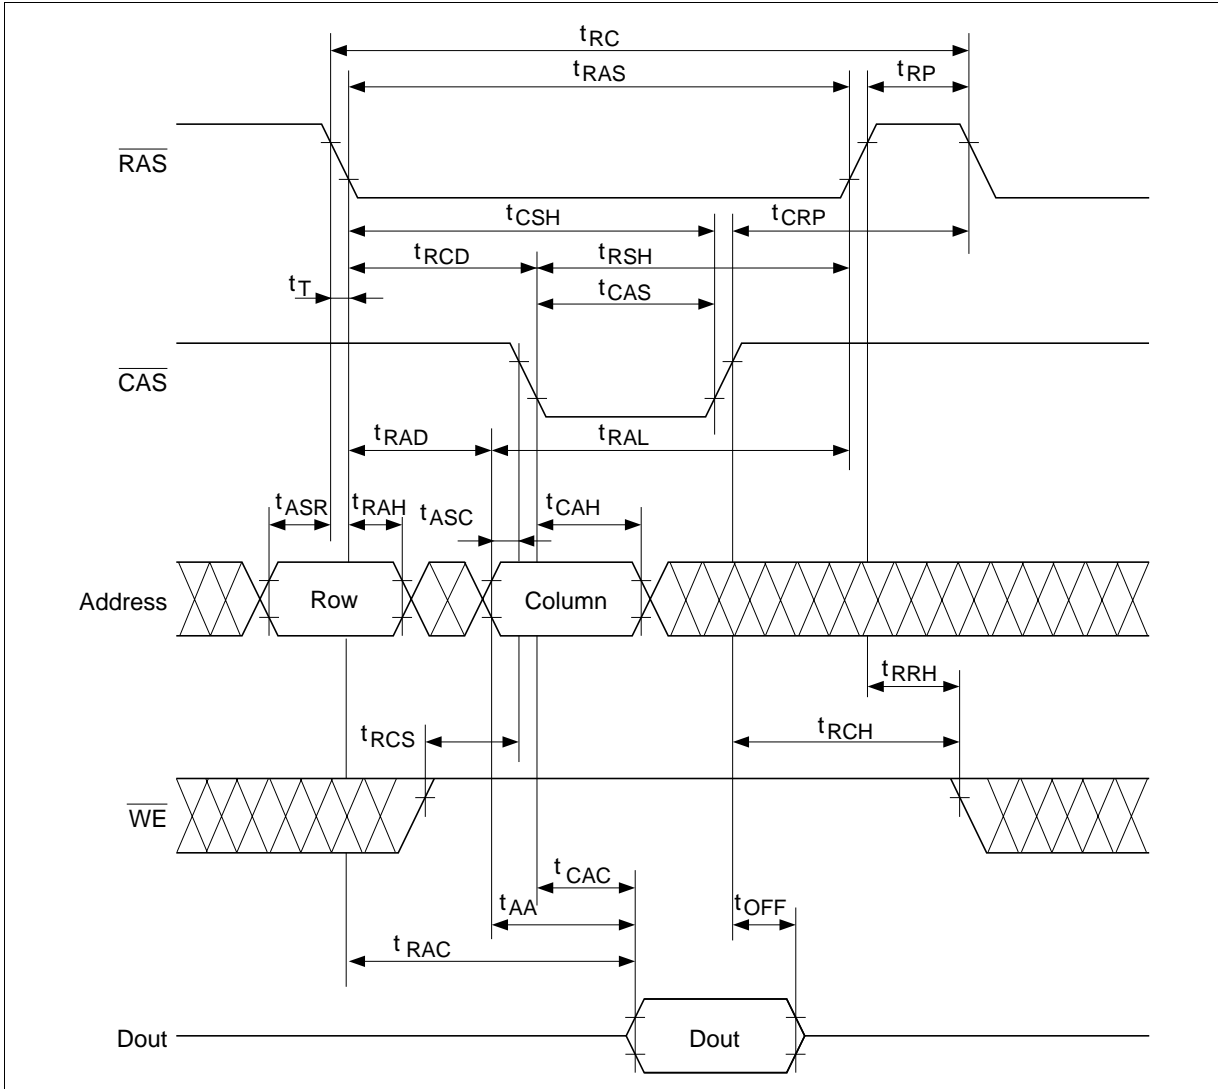 tRC
tRAS tRP
RAS
tCSH tCRP
tRCD tRSH
tT tCAS
CAS
tRAD tRAL
tASR tRAH tASC tCAH
Address Row Column
tRRH
tRCS tRCH
WE
tCAC
tAA tOFF
tRAC
Dout Dout